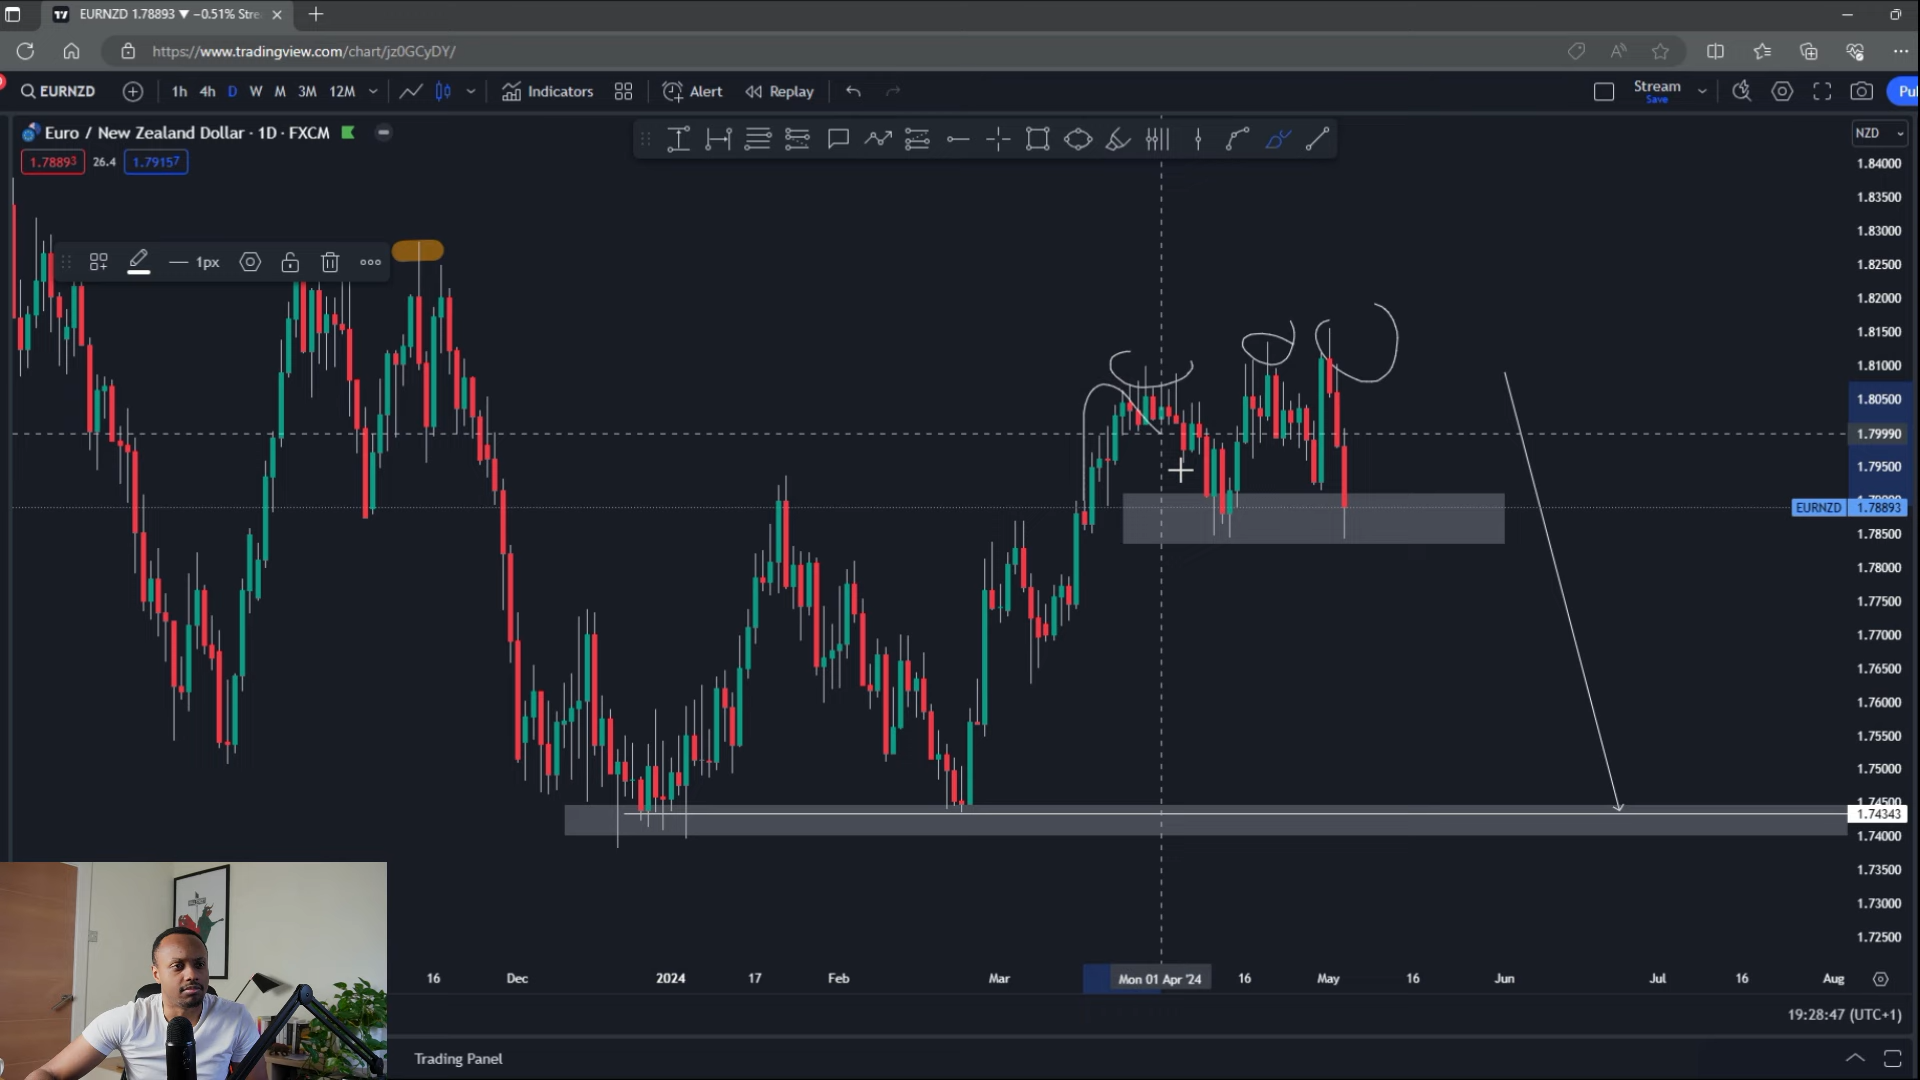 EURNZD 1.78893 ▼ −0.51% Stre
https://www.tradingview.com/chart/jz0GCyDY/
EURNZD 1h 4h D W M 3M 12M Indicators Alert Replay Stream Save Pul
Euro / New Zealand Dollar · 1D · FXCM
NZD
1.78893 26.4 1.79157
1px
1.84000
1.83500
1.83000
1.82500
1.82000
1.81500
1.81000
1.80500
1.79990
1.79500
EURNZD 1.78893
1.78500
1.78000
1.77500
1.77000
1.76500
1.76000
1.75500
1.75000
1.74500
1.74343
1.74000
1.73500
1.73000
1.72500
16 Dec 2024 17 Feb Mar Mon 01 Apr '24 16 May 16 Jun Jul 16 Aug
19:28:47 (UTC+1)
Trading Panel